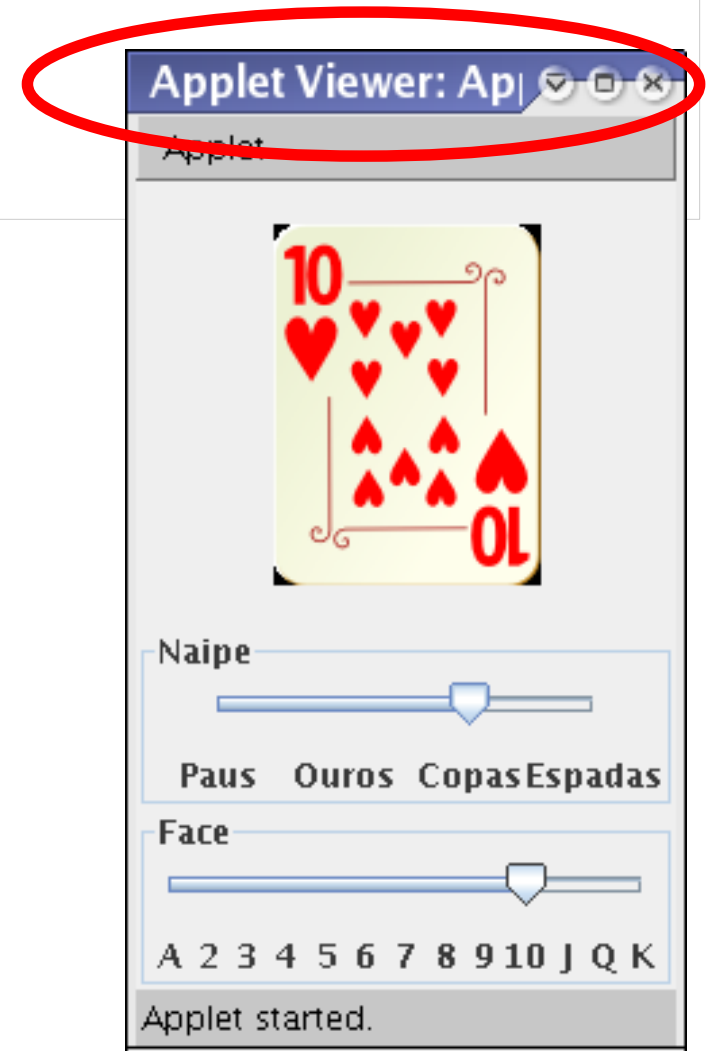 Applet Viewer: Ap
Applet
10
10
Naipe
Paus Ouros Copas Espadas
Face
A 2 3 4 5 6 7 8 9 10 J Q K
Applet started.